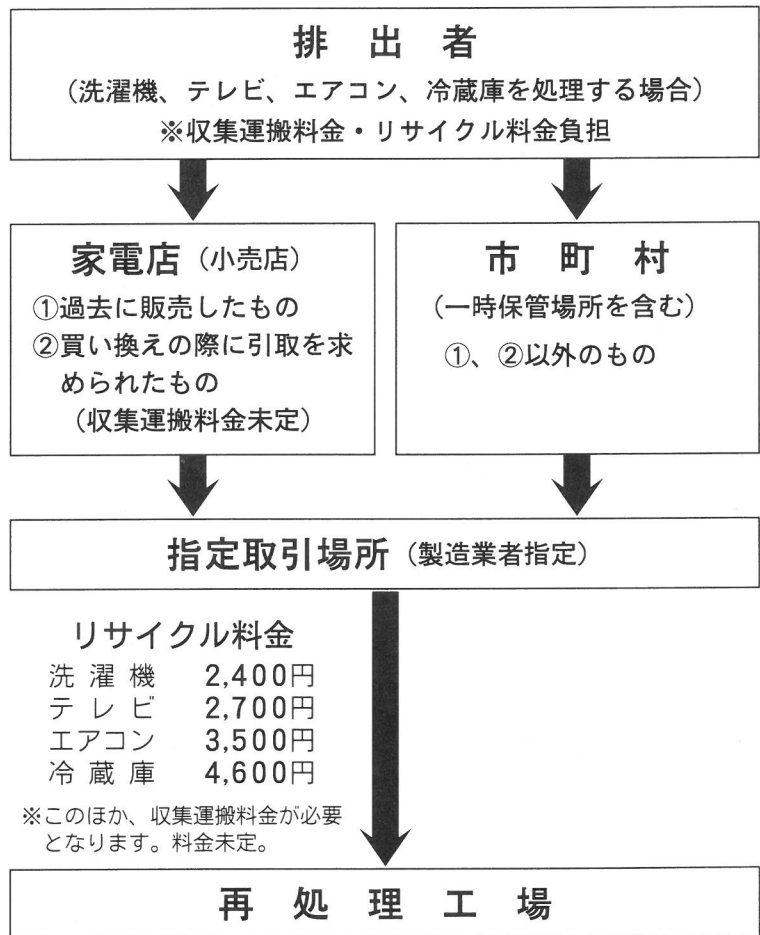 排出者
（洗濯機、テレビ、エアコン、冷蔵庫を処理する場合）
※収集運搬料金・リサイクル料金負担
家電店（小売店）
①過去に販売したもの
②買い換えの際に引取を求
められたもの
（収集運搬料金未定）
市町村
（一時保管場所を含む）
①、②以外のもの
指定取引場所（製造業者指定）
リサイクル料金
洗濯機 2,400円
テレビ 2,700円
エアコン 3,500円
冷蔵庫 4,600円
※このほか、収集運搬料金が必要
となります。料金未定。
再処理工場